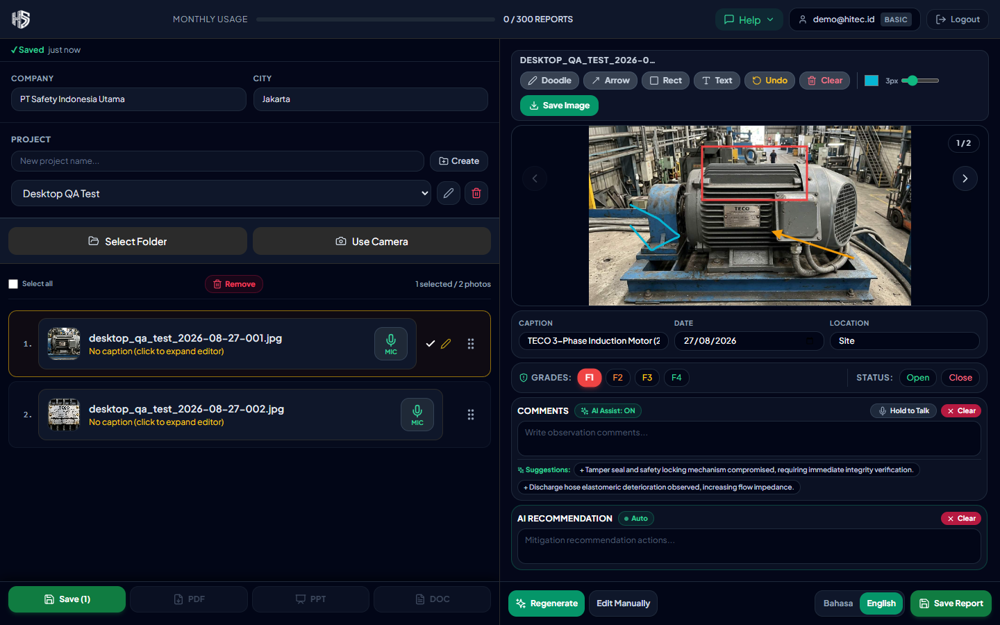 HS
MONTHLY USAGE
0 / 300 REPORTS
Help
demo@hitec.id
BASIC
Logout
✓ Saved just now
COMPANY
CITY
PT Safety Indonesia Utama
Jakarta
PROJECT
New project name...
Create
Desktop QA Test
Select Folder
Use Camera
Select all
Remove
1 selected / 2 photos
1.
desktop_qa_test_2026-08-27-001.jpg
No caption (click to expand editor)
MIC
2.
desktop_qa_test_2026-08-27-002.jpg
No caption (click to expand editor)
MIC
Save (1)
PDF
PPT
DOC
DESKTOP_QA_TEST_2026-0...
Doodle
Arrow
Rect
Text
Undo
Clear
3px
Save Image
1 / 2
TECO
CAPTION
DATE
LOCATION
TECO 3-Phase Induction Motor (2
27/08/2026
Site
GRADES:
F1
F2
F3
F4
STATUS:
Open
Close
COMMENTS
AI Assist: ON
Hold to Talk
Clear
Write observation comments...
Suggestions:
+ Tamper seal and safety locking mechanism compromised, requiring immediate integrity verification.
+ Discharge hose elastomeric deterioration observed, increasing flow impedance.
AI RECOMMENDATION
Auto
Clear
Mitigation recommendation actions...
Regenerate
Edit Manually
Bahasa
English
Save Report